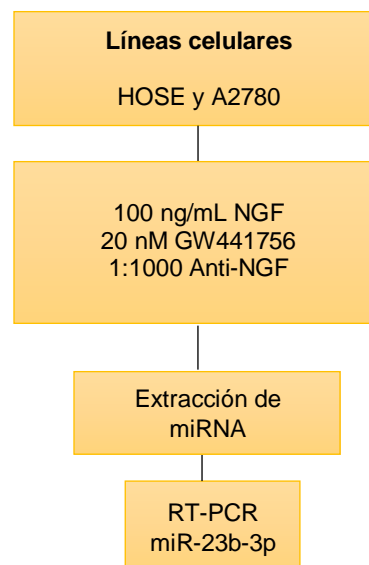 Líneas celulares
HOSE y A2780
100 ng/mL NGF
20 nM GW441756
1:1000 Anti-NGF
Extracción de
miRNA
RT-PCR
miR-23b-3p